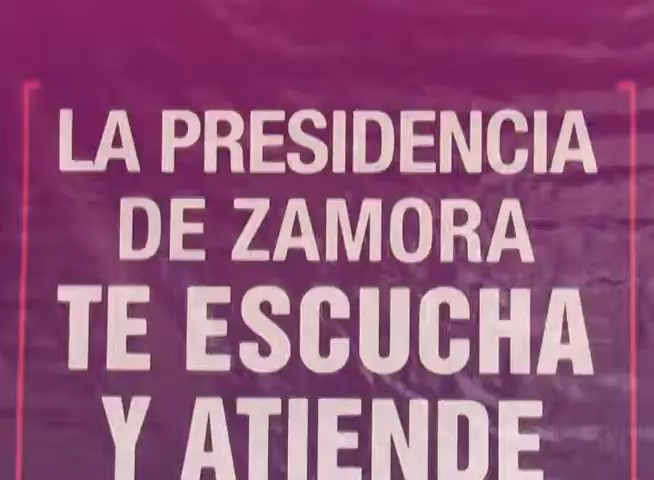 LA PRESIDENCIA
DE ZAMORA
TE ESCUCHA
Y ATIENDE